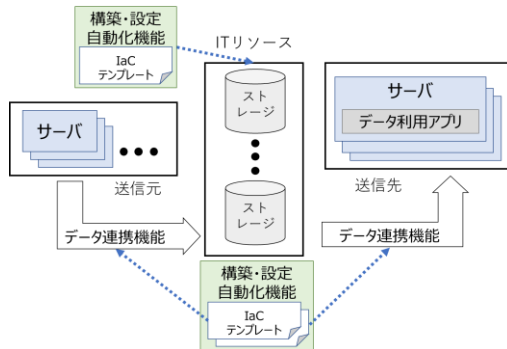 構築・設定
自動化機能
IaC
テンプレート
ITリソース
スト
レージ
スト
レージ
サーバ
送信元
データ連携機能
サーバ
データ利用アプリ
送信先
データ連携機能
構築・設定
自動化機能
IaC
テンプレート